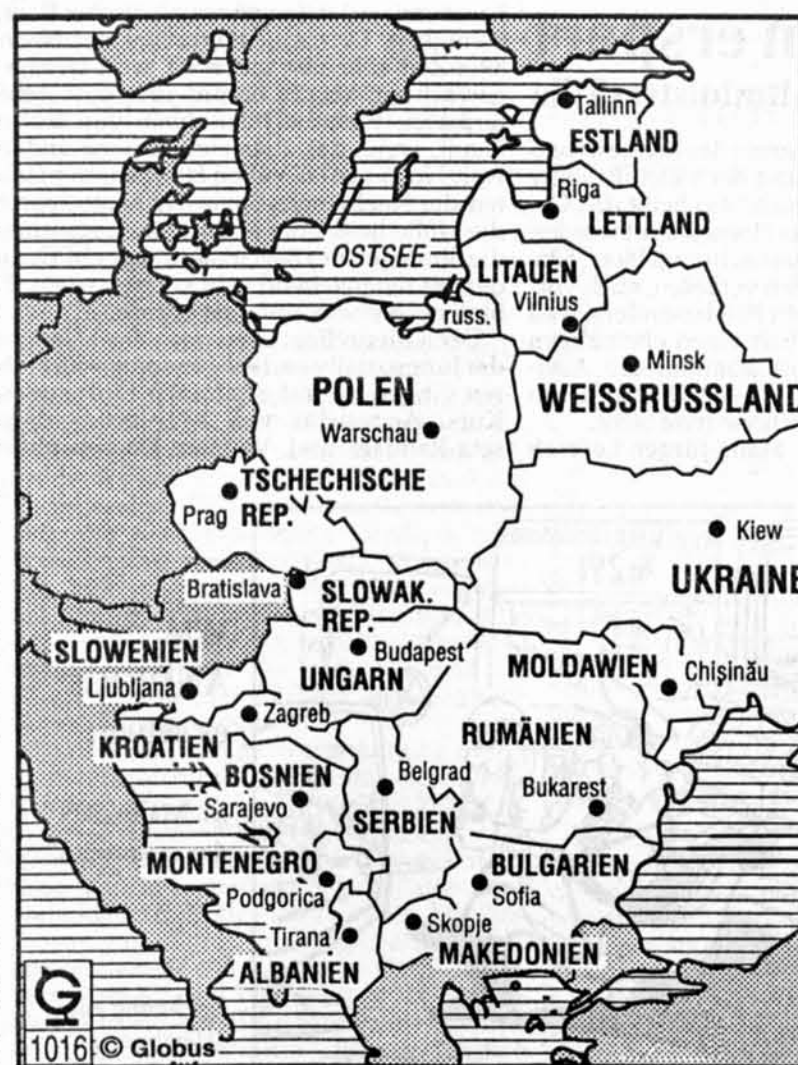 Tallinn
ESTLAND
Riga
LETTLAND
OSTSEE
LITAUEN
Vilnius
russ.
Minsk
POLEN
WEISSRUSSLAND
Warschau
TSCHECHISCHE
REP.
Prag
Kiew
Bratislava
SLOWAK.
REP.
UKRAINE
SLOWENIEN
Budapest
UNGARN
MOLDAWIEN
Chişinău
Ljubljana
Zagreb
KROATIEN
RUMÄNIEN
BOSNIEN
Belgrad
Sarajevo
Bukarest
SERBIEN
MONTENEGRO
BULGARIEN
Podgorica
Sofia
Skopje
Tirana
MAKEDONIEN
ALBANIEN
G
1016 © Globus